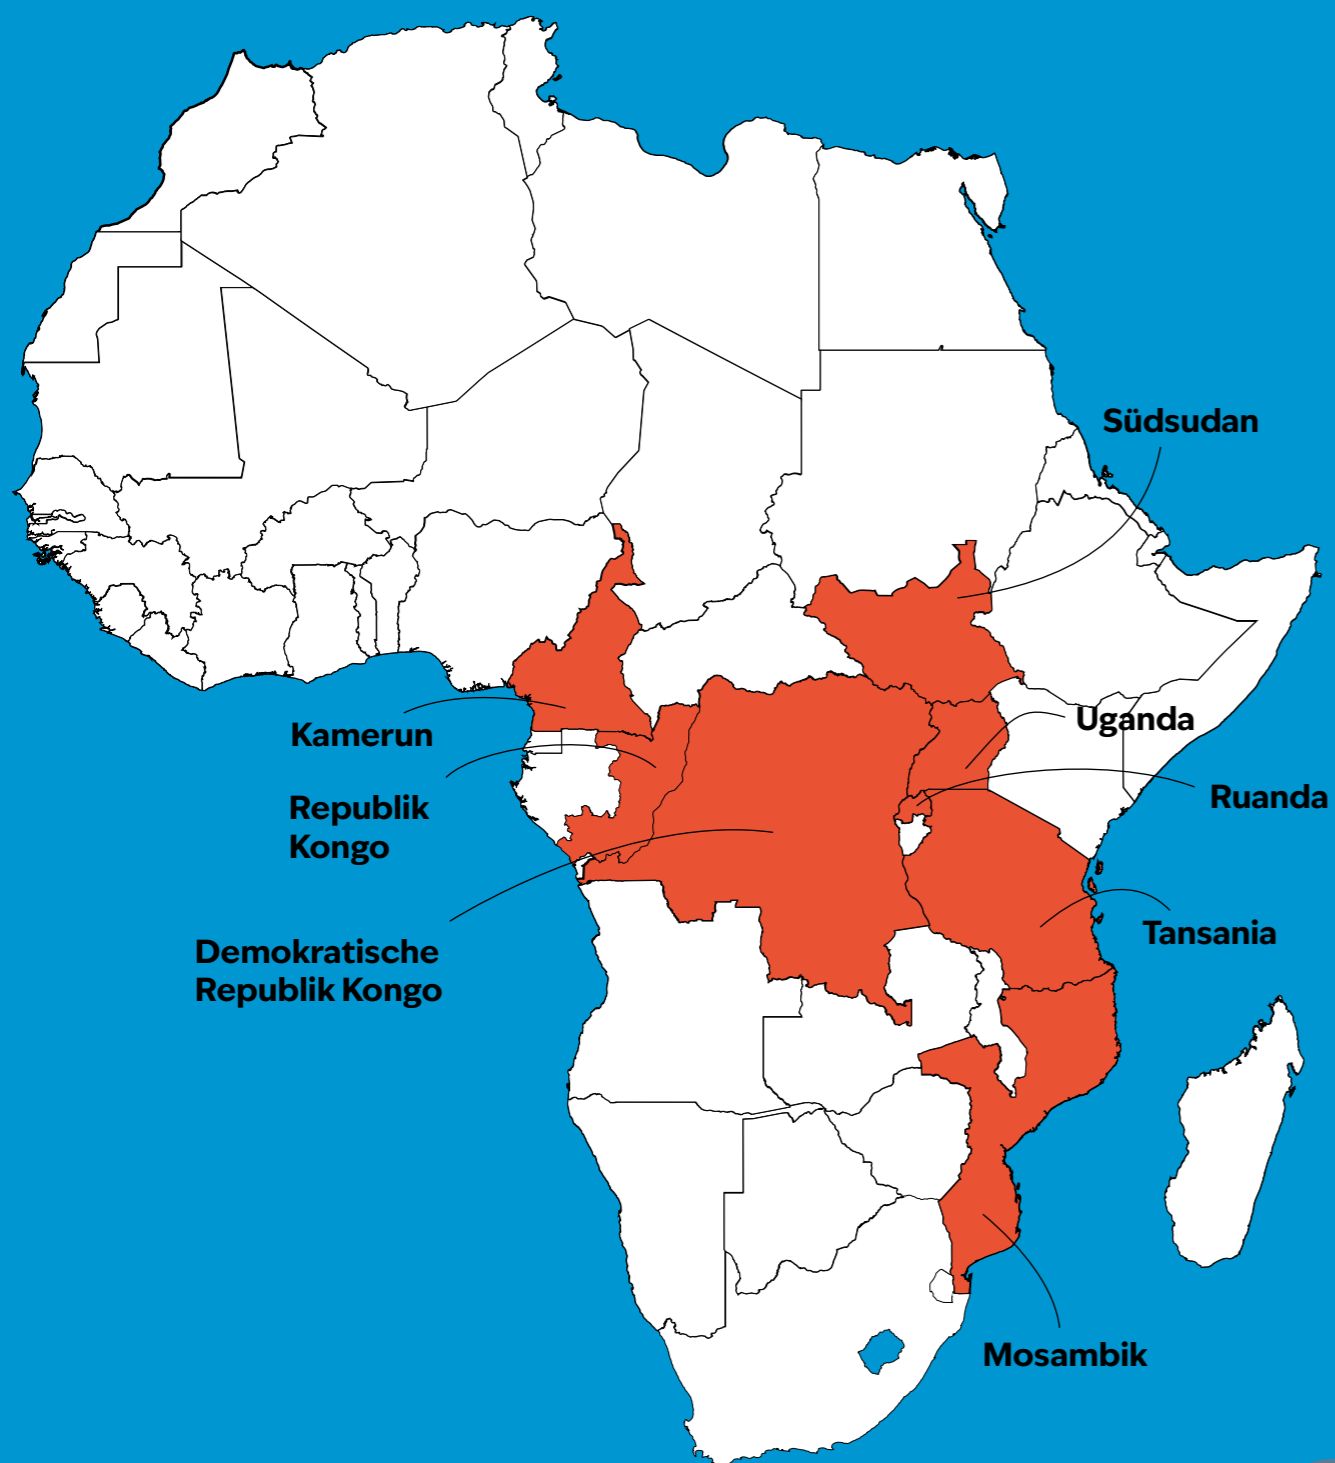 Südsudan
Uganda
Kamerun
Ruanda
Republik
Kongo
Tansania
Demokratische
Republik Kongo
Mosambik